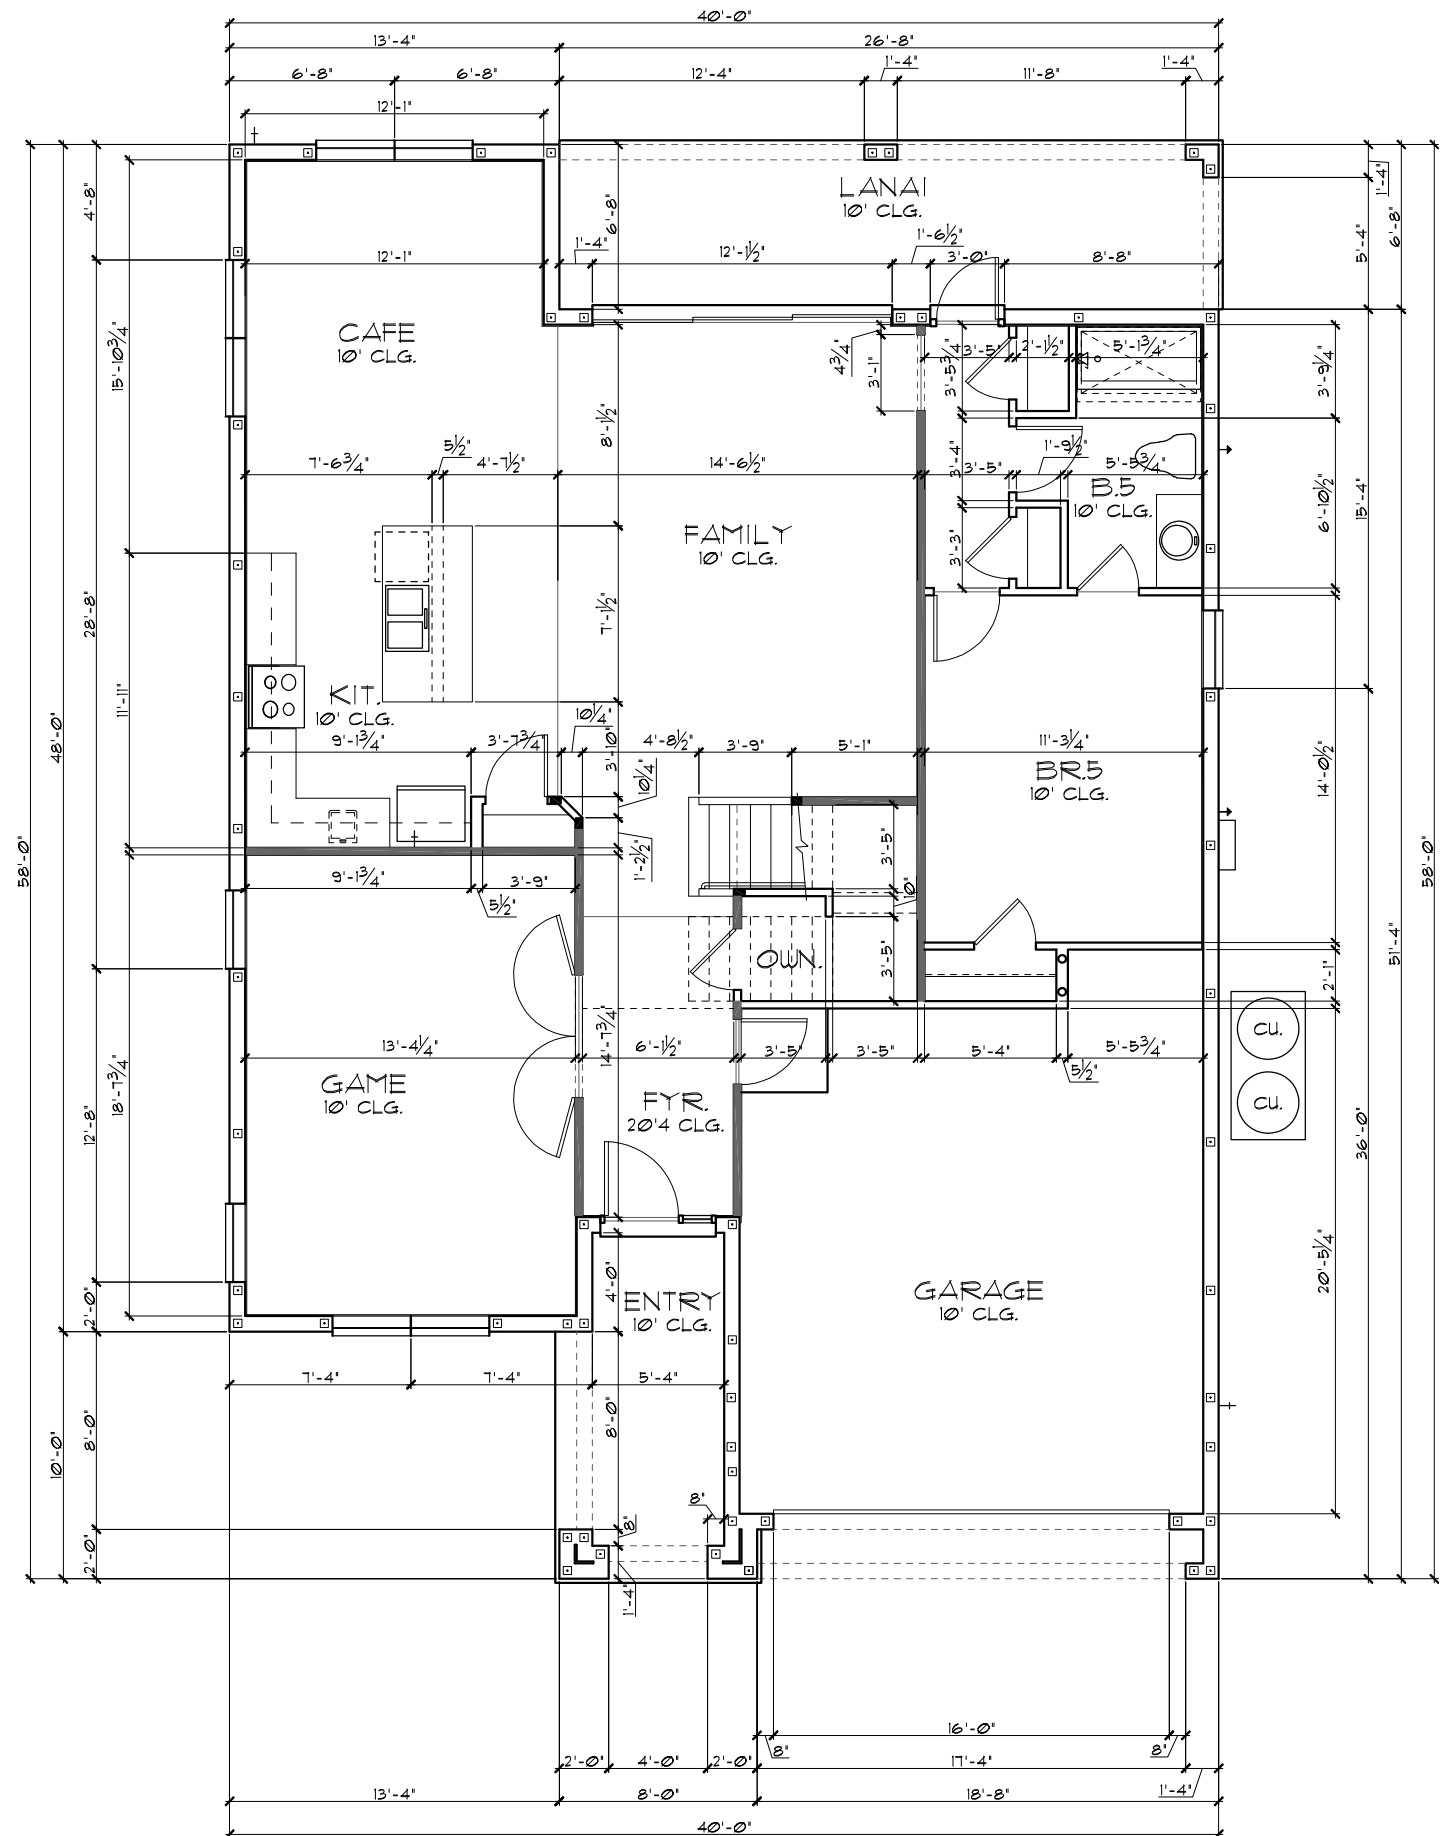 40'-0"
13'-4" 26'-8"
6'-8" 6'-8" 12'-4" 1'-4" 11'-8" 1'-4"
12'-1"
LANAI
10' CLG.
4'-8"
6'-8"
1'-4"
5'-4"
6'-8"
12'-1" 1'-4" 12'-1½" 1'-6½" 3'-0" 8'-8"
CAFE
10' CLG.
15'-10¾"
4¾"
3'-1"
3'-5¾"
3'-5" 2'-1½" 5'-1¾"
3'-9¼"
8'-1½"
7'-6¾" 5½" 4'-7½" 14'-6½" 3'-4" 3'-5" 1'-9½" 5'-5¾"
B.5
10' CLG.
6'-10½"
15'-4"
FAMILY
10' CLG.
3'-3"
28'-8"
7'-1½"
KIT.
10' CLG.
11'-11"
48'-0"
9'-1¾" 3'-7¾" 10¼" 3'-10" 4'-8½" 3'-9" 5'-1" 11'-3¼"
BR.5
10' CLG.
14'-0½"
10¼"
58'-0"
1'-2½"
3'-5"
58'-0"
9'-1¾" 5½" 3'-9"
10"
51'-4"
OWN.
3'-5"
2'-1"
CU.
14'-7¾"
13'-4¼" 6'-1½" 3'-5" 3'-5" 5'-4" 5½" 5'-5¾"
GAME
10' CLG.
18'-7¾"
12'-8"
FYR.
20'4 CLG.
CU.
36'-0"
20'-5¼"
4'-0"
ENTRY
10' CLG.
GARAGE
10' CLG.
2'-0"
7'-4" 7'-4" 5'-4"
8'-0"
8'-0"
10'-0"
8"
8"
2'-0"
1'-4"
16'-0"
8" 8"
2'-0" 4'-0" 2'-0" 17'-4"
1'-4"
13'-4" 8'-0" 18'-8"
40'-0"